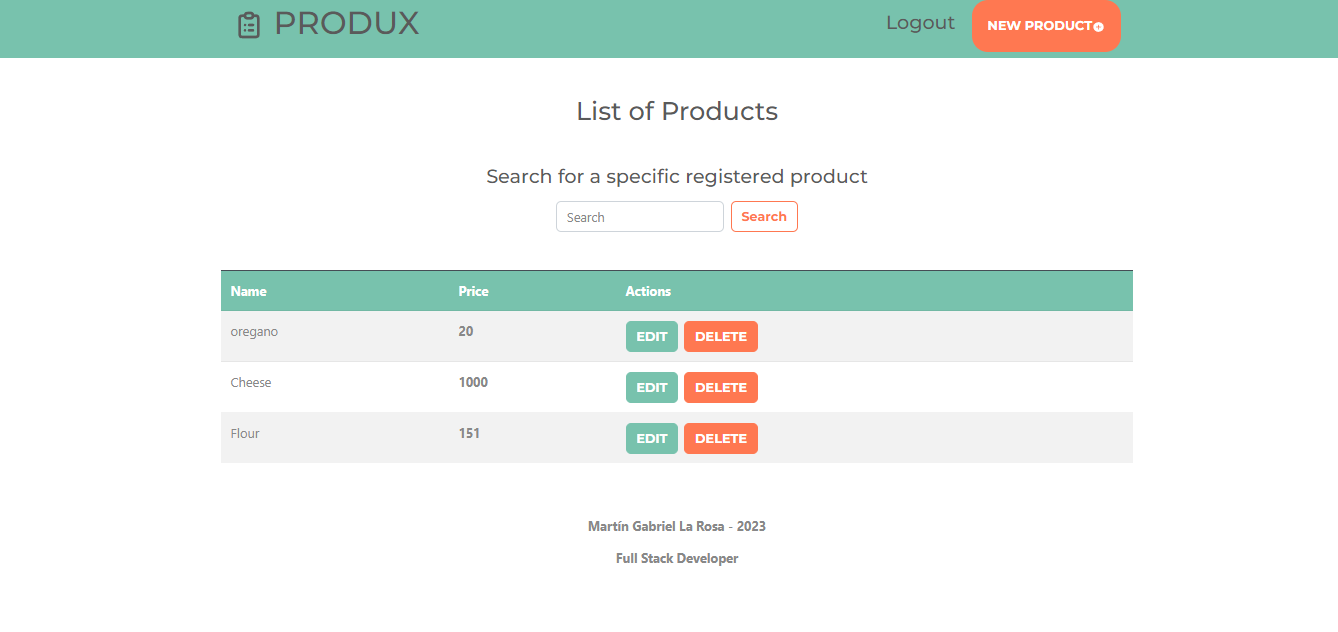 PRODUX
Logout
NEW PRODUCT
List of Products
Search for a specific registered product
Search Search
Name Price Actions
oregano 20 EDIT DELETE
Cheese 1000 EDIT DELETE
Flour 151 EDIT DELETE
Martín Gabriel La Rosa - 2023
Full Stack Developer